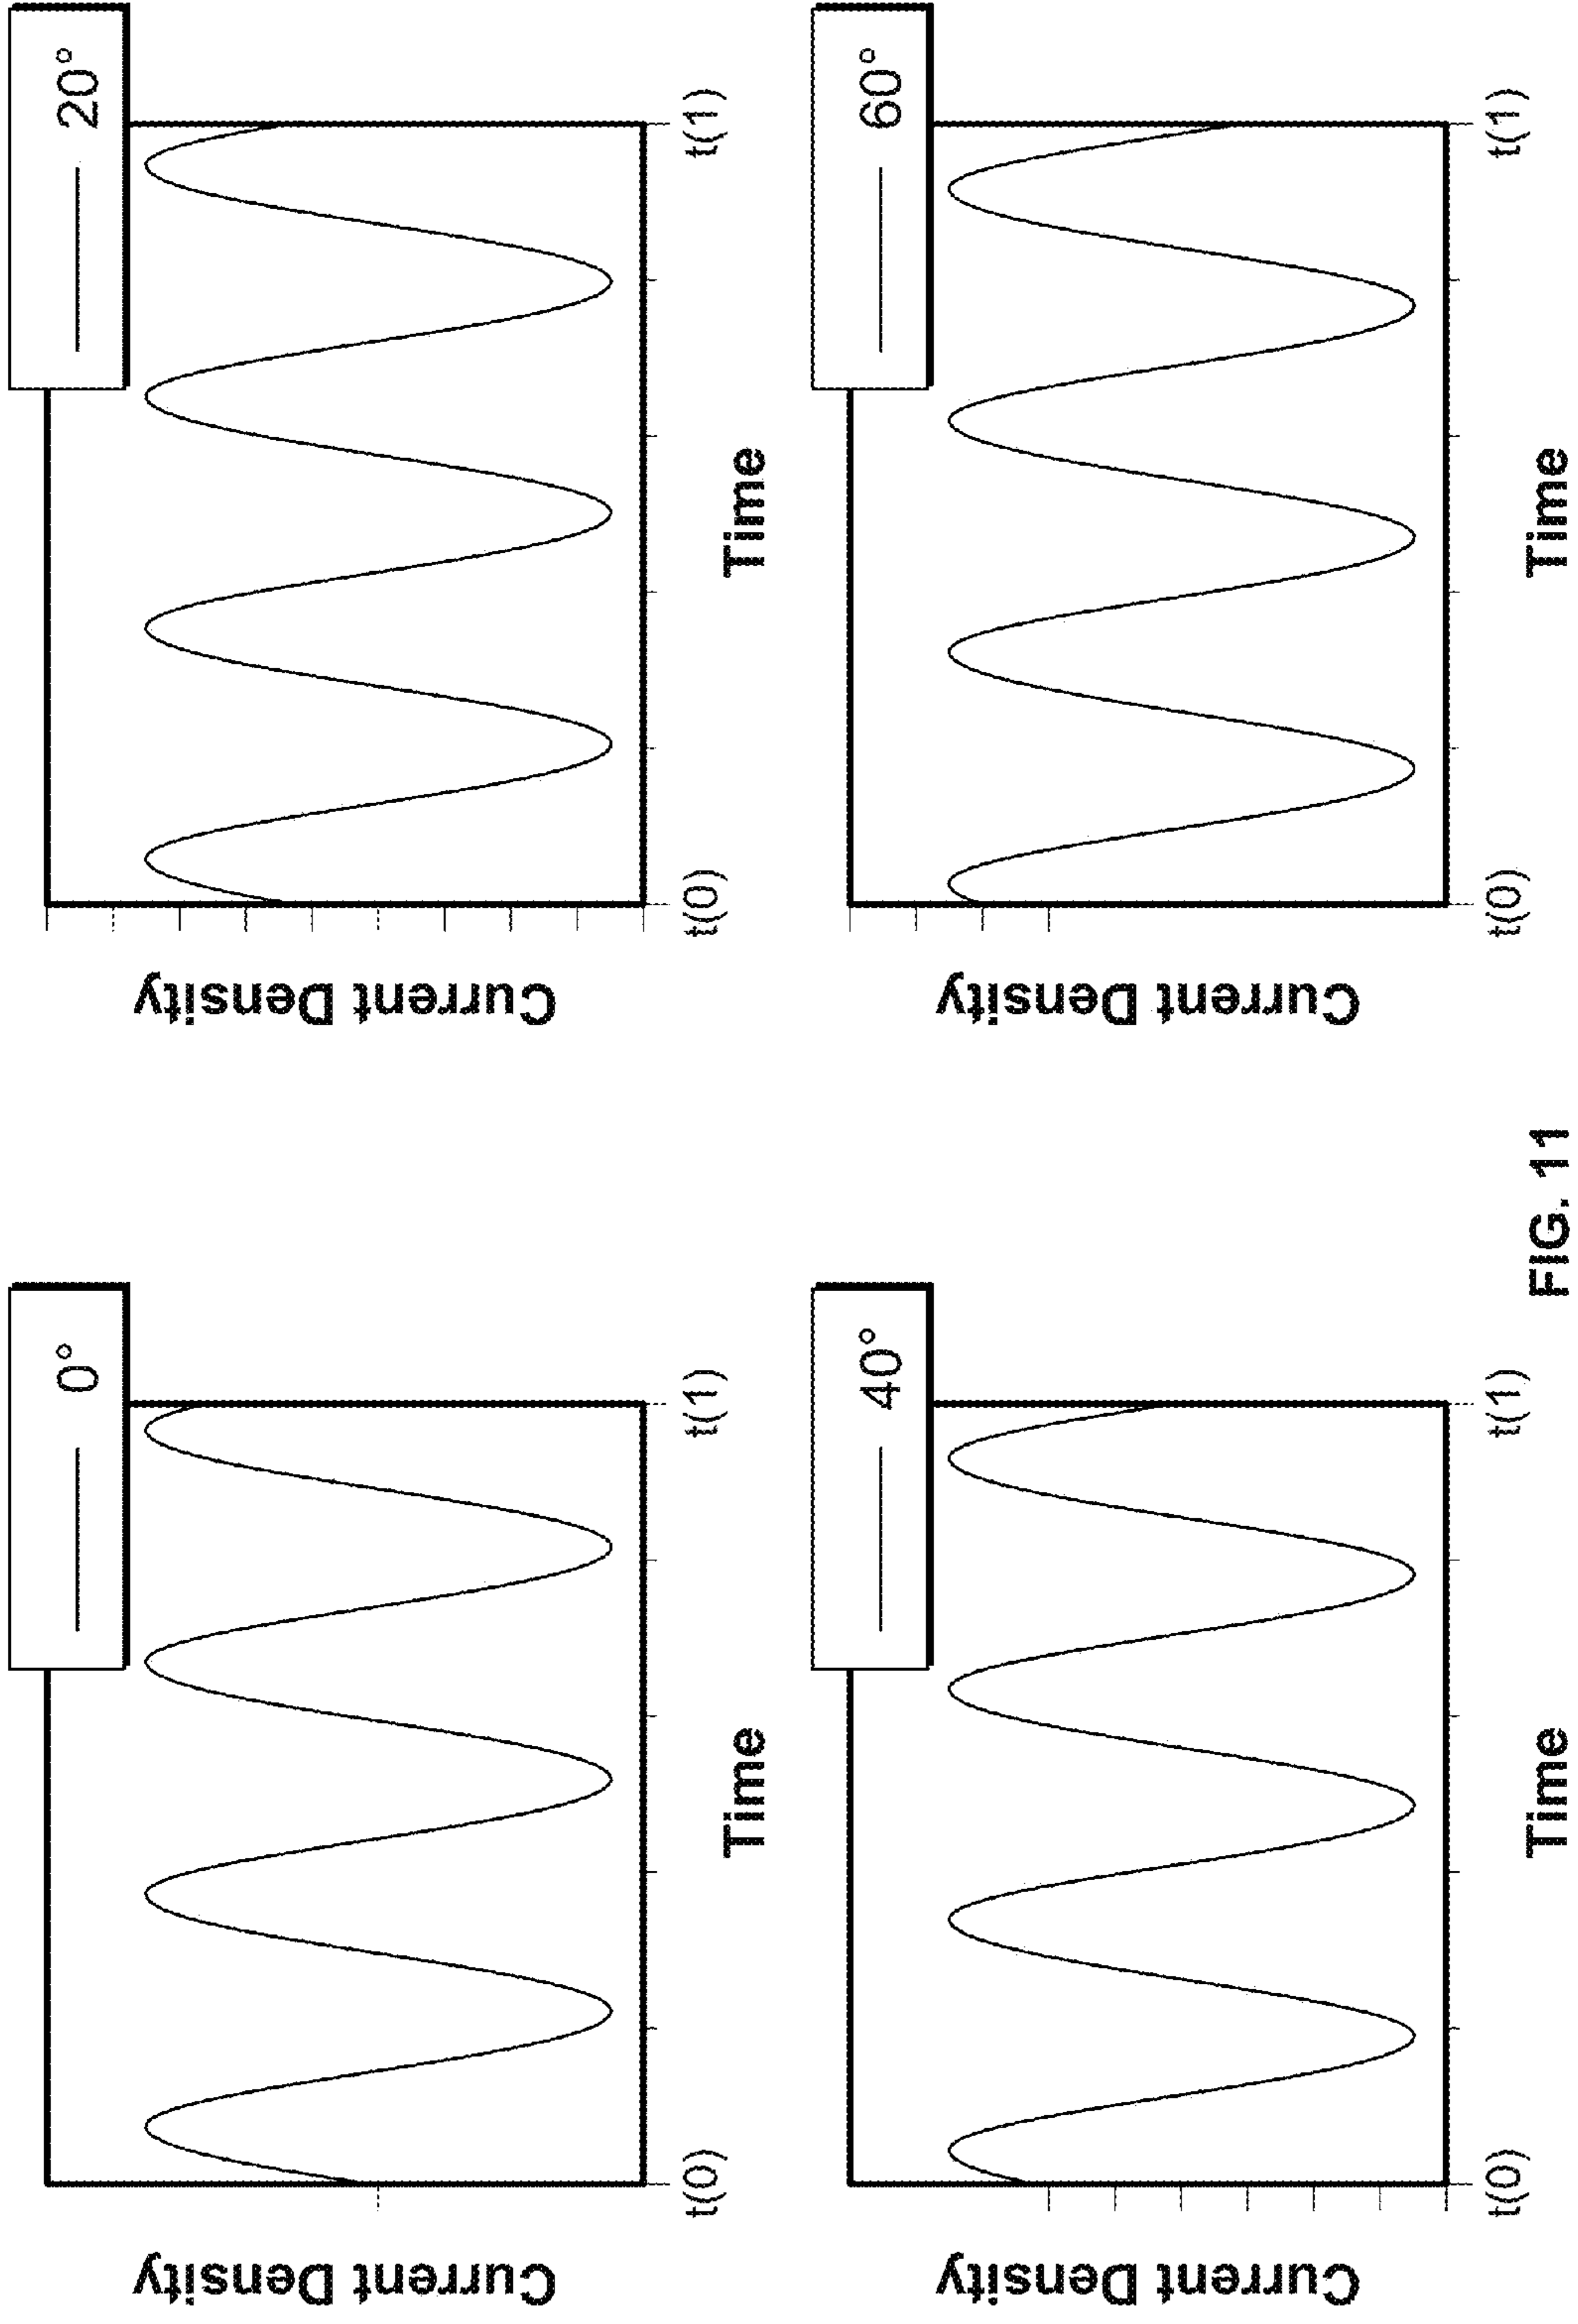 0°
Current Density
t(0)
t(1)
Time
20°
Current Density
t(0)
t(1)
Time
40°
Current Density
t(0)
t(1)
Time
60°
Current Density
t(0)
t(1)
Time
FIG. 11